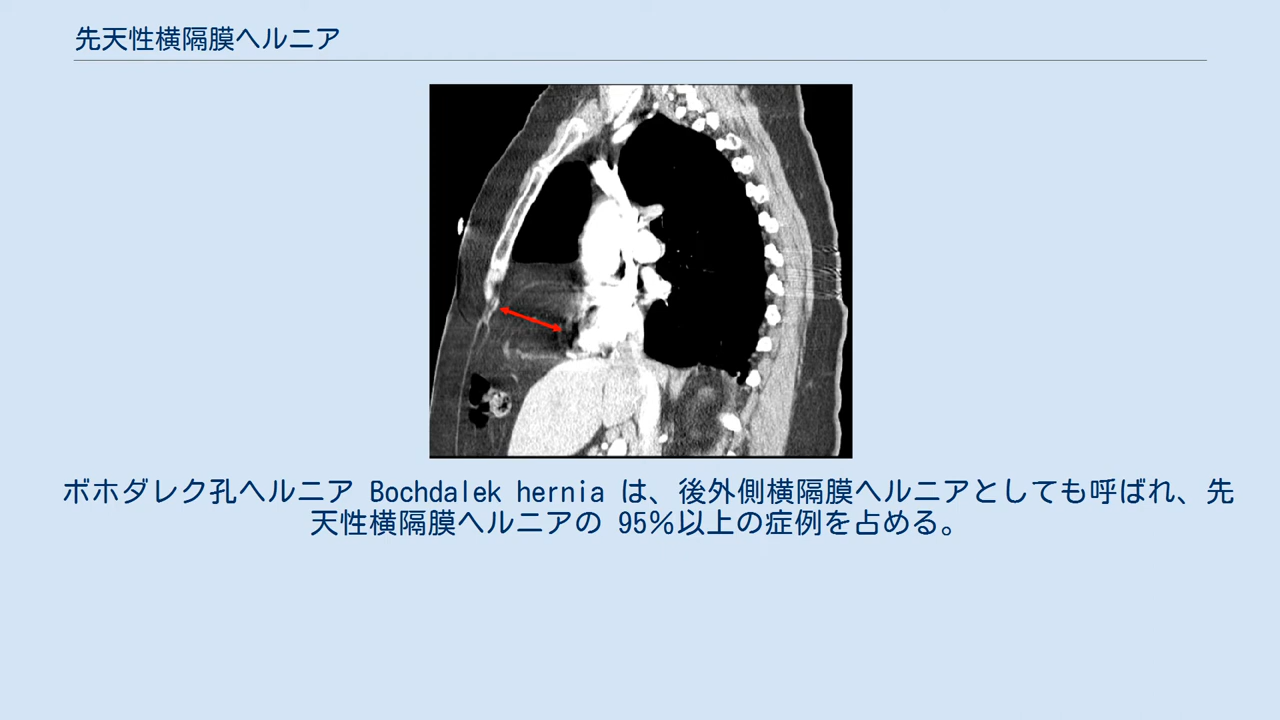 先天性横隔膜ヘルニア
ボホダレク孔ヘルニア Bochdalek hernia は、後外側横隔膜ヘルニアとしても呼ばれ、先
天性横隔膜ヘルニアの 95%以上の症例を占める。